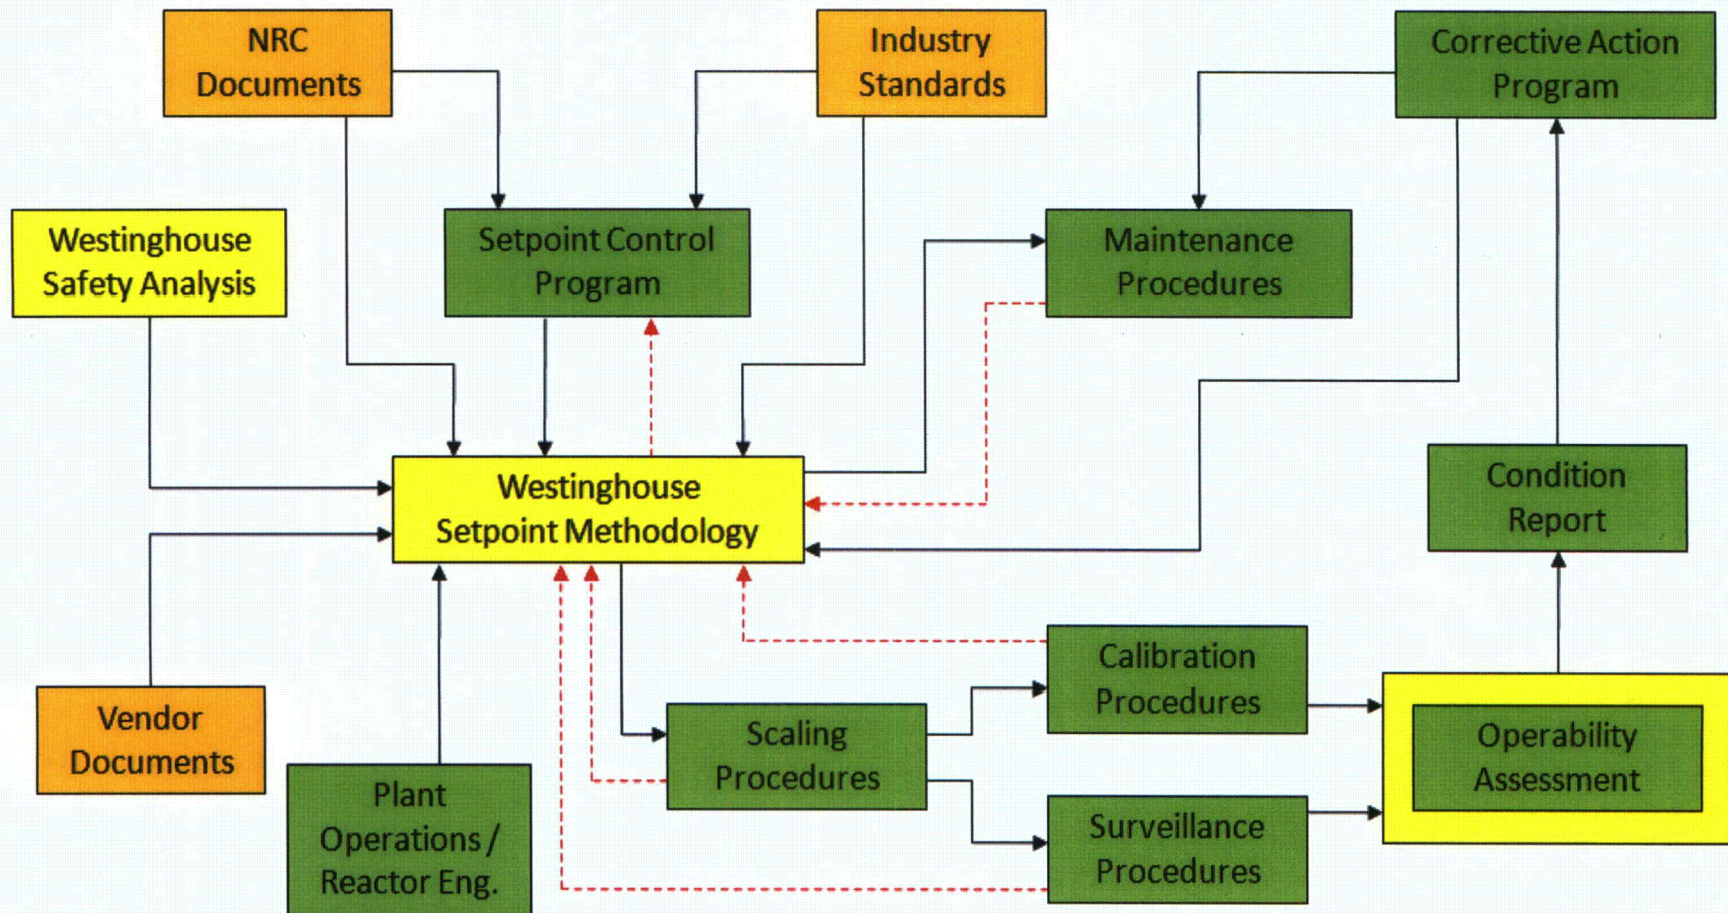 NRC
Documents
Industry
Standards
Corrective Action
Program
Westinghouse
Safety Analysis
Setpoint Control
Program
Maintenance
Procedures
Westinghouse
Setpoint Methodology
Condition
Report
Vendor
Documents
Plant
Operations /
Reactor Eng.
Scaling
Procedures
Calibration
Procedures
Surveillance
Procedures
Operability
Assessment